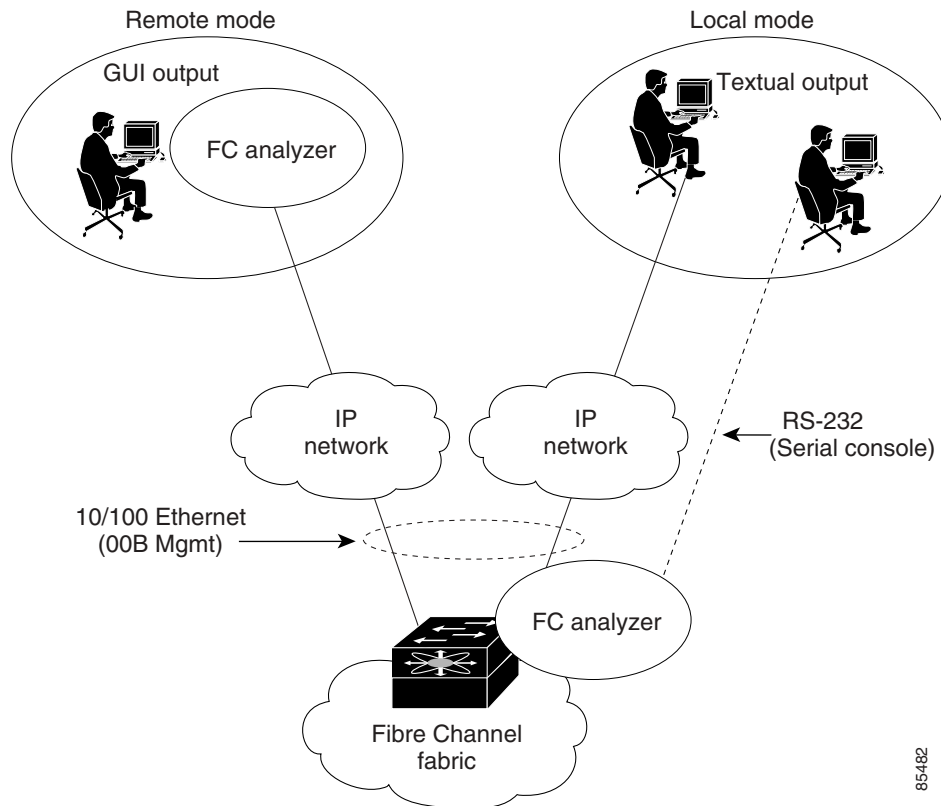 Remote mode
Local mode
GUI output
FC analyzer
Textual output
IP
network
IP
network
RS-232
(Serial console)
10/100 Ethernet
(00B Mgmt)
FC analyzer
Fibre Channel
fabric
85482